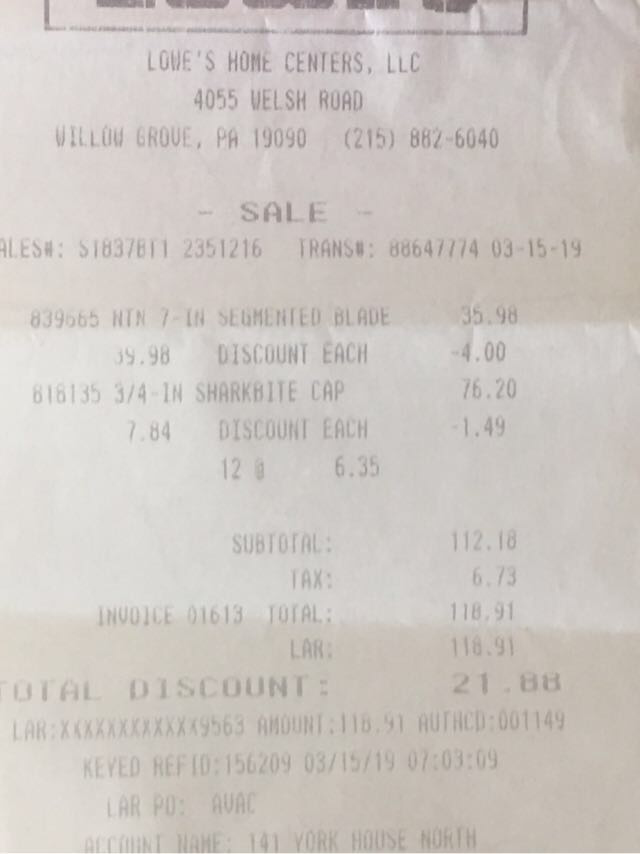 LOWE'S HOME CENTERS, LLC
4055 WELSH ROAD
WILLOW GROVE, PA 19090 (215) 882-6040
- SALE -
ALES#: S1837BT1 2351216 TRANS#: 88647774 03-15-19
839665 NTN 7-IN SEGMENTED BLADE 35.98
39.98 DISCOUNT EACH -4.00
818135 3/4-IN SHARKBITE CAP 76.20
7.84 DISCOUNT EACH -1.49
12 @ 6.35
SUBTOTAL: 112.18
TAX: 6.73
INVOICE 01613 TOTAL: 118.91
LAR: 118.91
TOTAL DISCOUNT: 21.88
LAR:XXXXXXXXXXXX9563 AMOUNT:118.91 AUTHCD:001149
KEYED REFID:156209 03/15/19 07:03:09
LAR PO: AVAC
ACCOUNT NAME: 141 YORK HOUSE NORTH